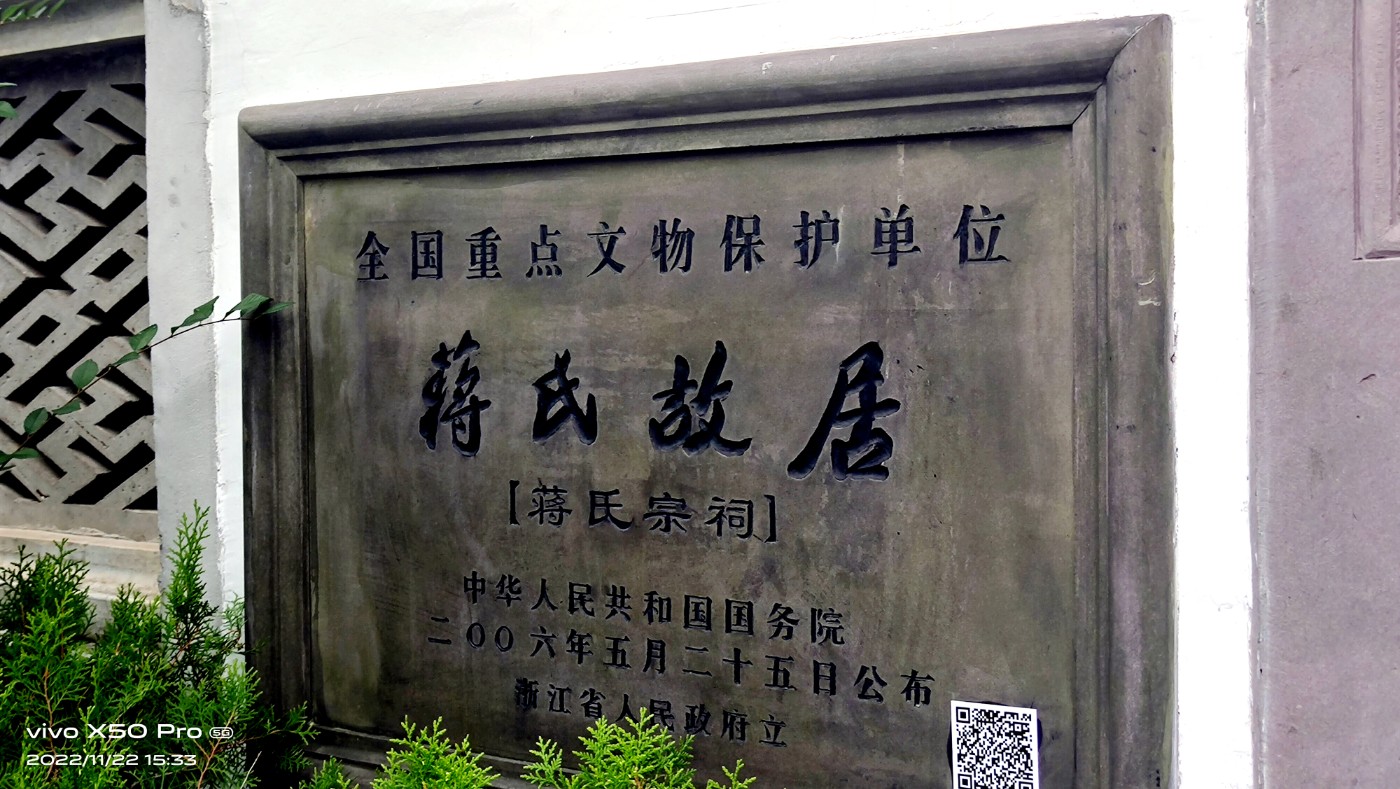 全国重点文物保护单位
蒋氏故居
[蒋氏宗祠]
中华人民共和国国务院
二〇〇六年五月二十五日公布
浙江省人民政府立
vivo X50 Pro 5G
2022/11/22 15:33